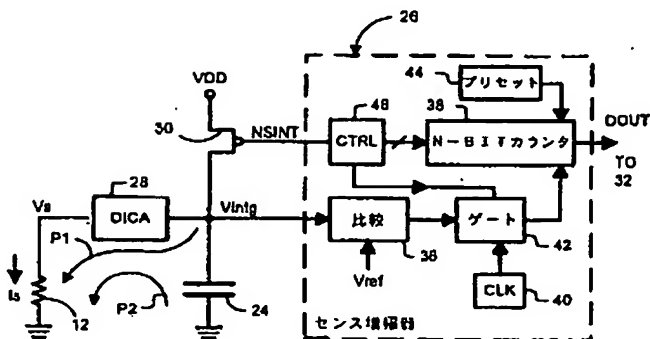 26
VDD
44
プリセット
30
NSINT
48
CTRL
38
N-BITカウンタ
DOUT
TO
32
Vs
28
DICA
Vintg
比較
36
ゲート
42
P1
Is
12
P2
24
Vref
CLK
40
センス増幅器